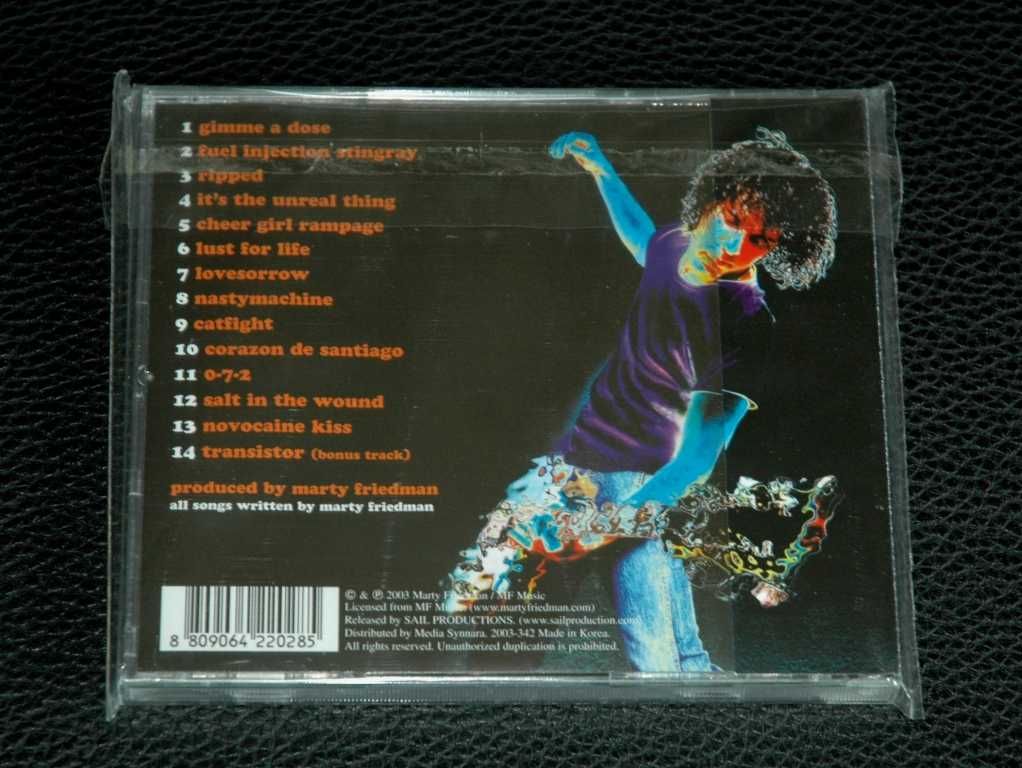 1 gimme a dose
2 fuel injection stingray
3 ripped
4 it's the unreal thing
5 cheer girl rampage
6 lust for life
7 lovesorrow
8 nastymachine
9 catfight
10 corazon de santiago
11 0-7-2
12 salt in the wound
13 novocaine kiss
14 transistor (bonus track)
produced by marty friedman
all songs written by marty friedman
© & ℗ 2003 Marty Friedman / MF Music
Licensed from MF Music (www.martyfriedman.com)
Released by SAIL PRODUCTIONS. (www.sailproduction.com)
Distributed by Media Synnara. 2003-342 Made in Korea.
All rights reserved. Unauthorized duplication is prohibited.
8 809064 220285